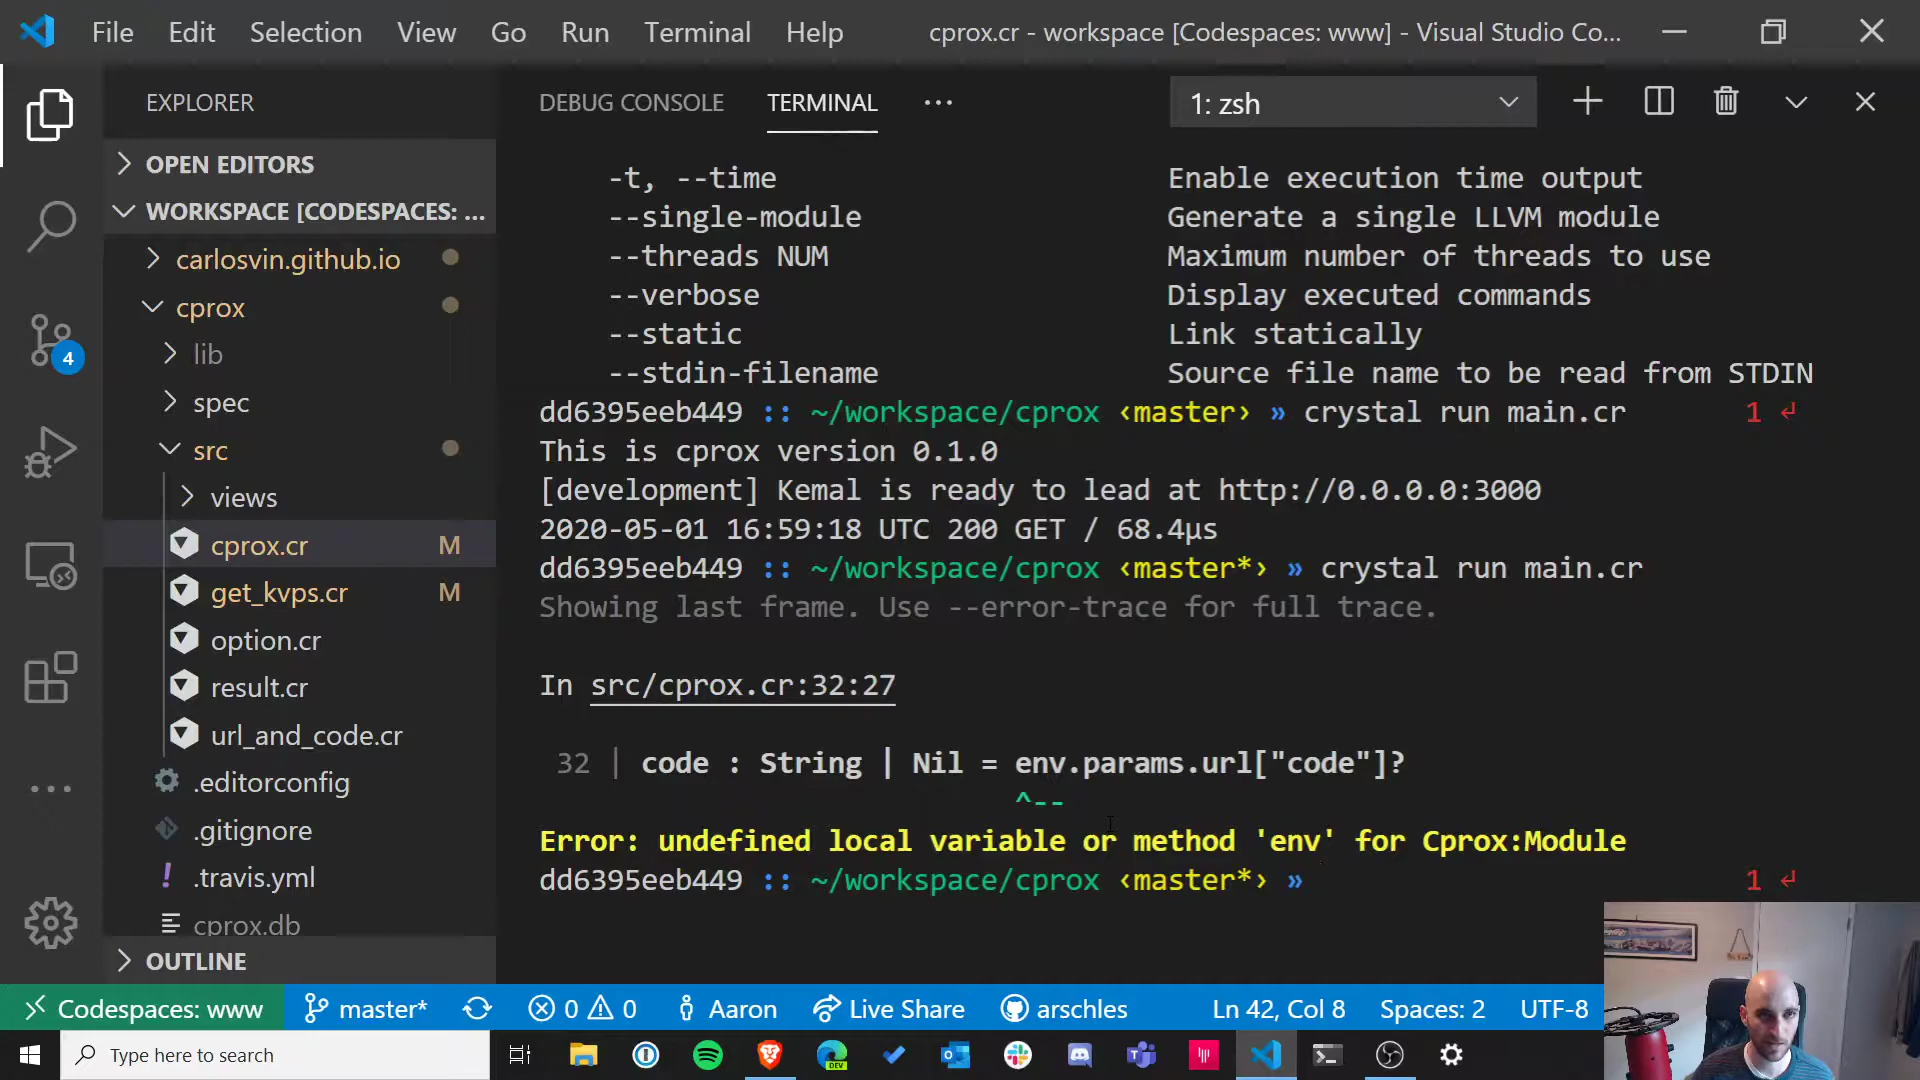 File Edit Selection View Go Run Terminal Help cprox.cr - workspace [Codespaces: www] - Visual Studio Co...
EXPLORER
OPEN EDITORS
WORKSPACE [CODESPACES: ...
carlosvin.github.io
cprox
lib
spec
src
views
cprox.cr M
get_kvps.cr M
option.cr
result.cr
url_and_code.cr
.editorconfig
.gitignore
! .travis.yml
cprox.db
OUTLINE
4
DEBUG CONSOLE TERMINAL ... 1: zsh
-t, --time Enable execution time output
--single-module Generate a single LLVM module
--threads NUM Maximum number of threads to use
--verbose Display executed commands
--static Link statically
--stdin-filename Source file name to be read from STDIN
dd6395eeb449 :: ~/workspace/cprox ‹master› » crystal run main.cr 1 ↵
This is cprox version 0.1.0
[development] Kemal is ready to lead at http://0.0.0.0:3000
2020-05-01 16:59:18 UTC 200 GET / 68.4µs
dd6395eeb449 :: ~/workspace/cprox ‹master*› » crystal run main.cr
Showing last frame. Use --error-trace for full trace.
In src/cprox.cr:32:27
32 | code : String | Nil = env.params.url["code"]?
^--
Error: undefined local variable or method 'env' for Cprox:Module
dd6395eeb449 :: ~/workspace/cprox ‹master*› » 1 ↵
Codespaces: www master* 0 0 Aaron Live Share arschles Ln 42, Col 8 Spaces: 2 UTF-8
Type here to search
DEV